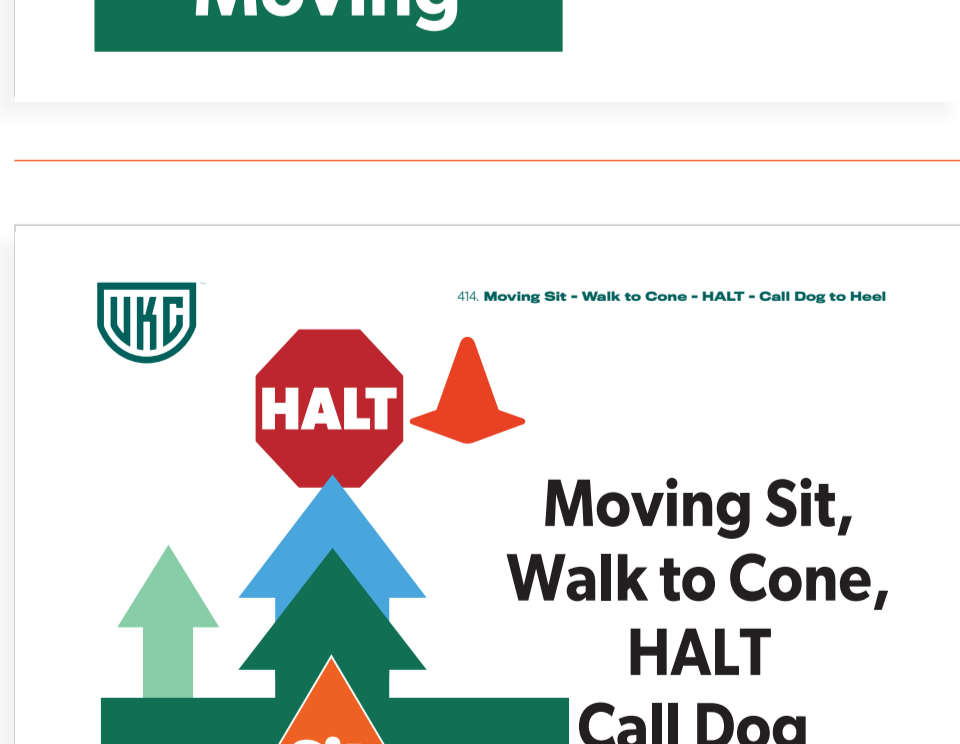 Moving
UKC
414. Moving Sit - Walk to Cone - HALT - Call Dog to Heel
HALT
Moving Sit,
Walk to Cone,
HALT
Call Dog